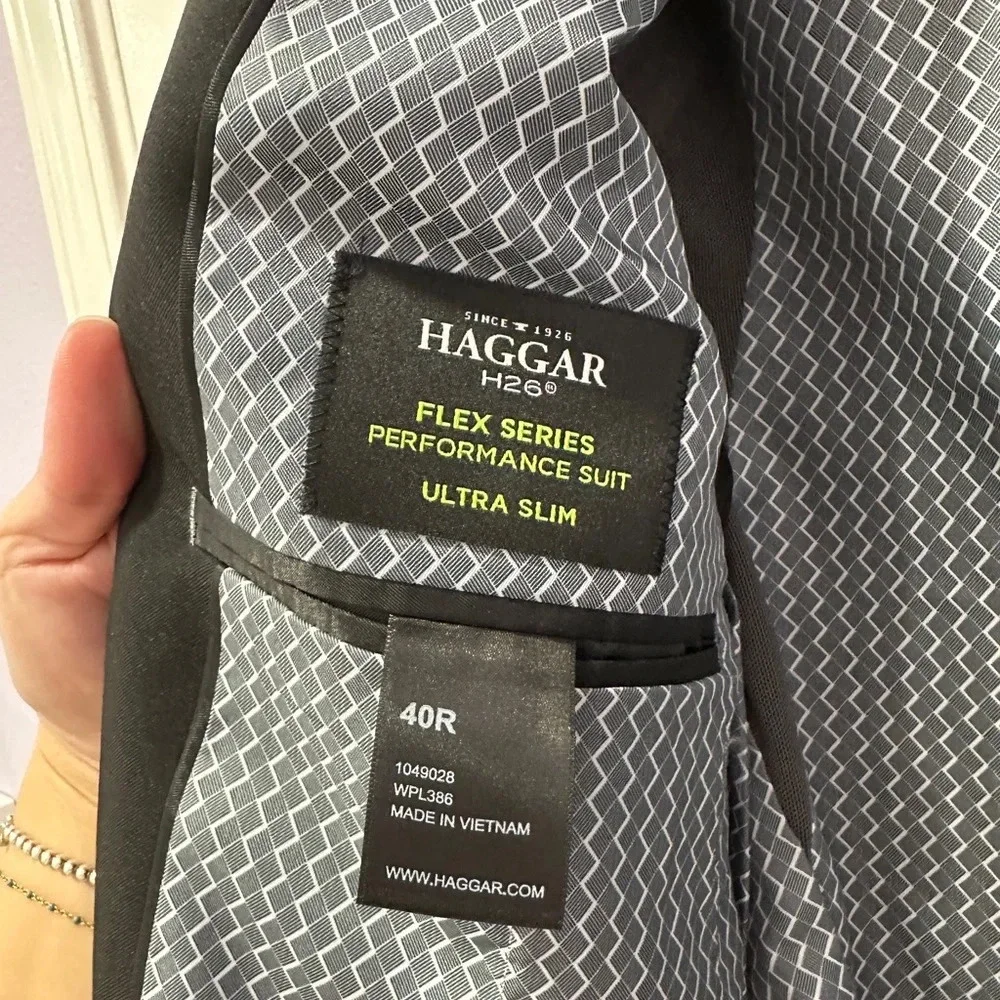 SINCE 1926
HAGGAR
H26®
FLEX SERIES
PERFORMANCE SUIT
ULTRA SLIM
40R
1049028
WPL386
MADE IN VIETNAM
WWW.HAGGAR.COM